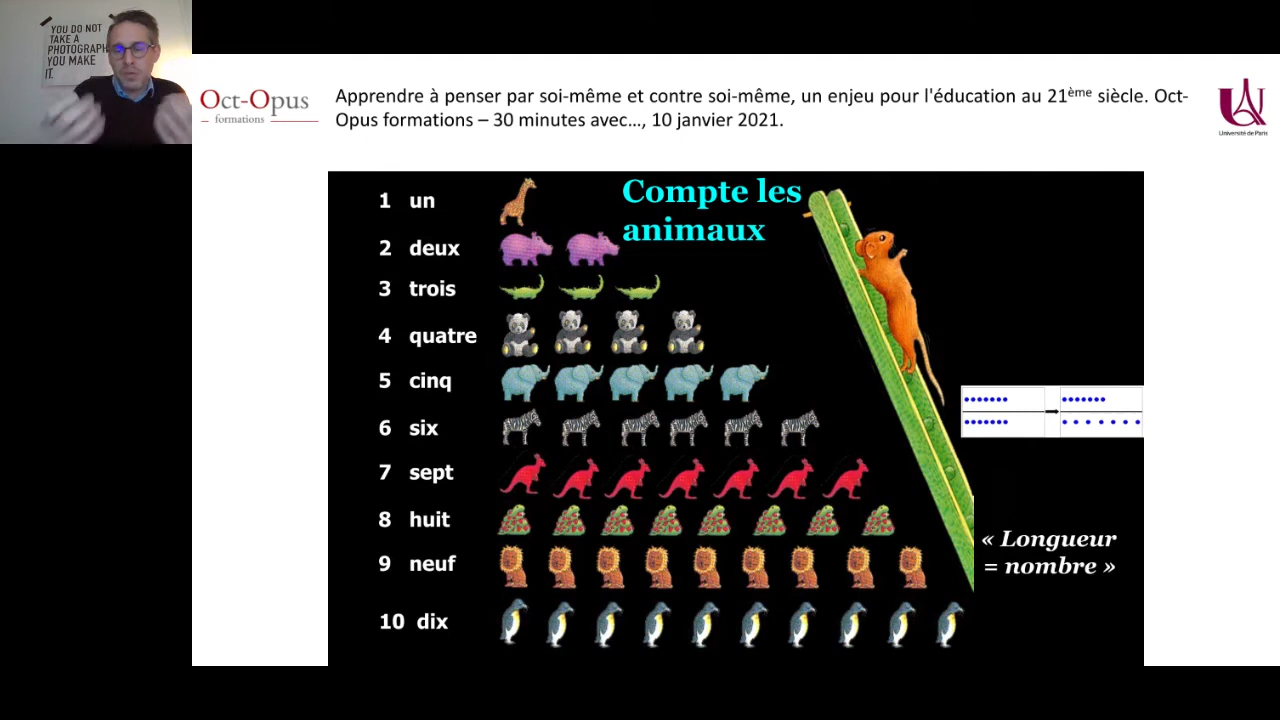 YOU DO NOT
TAKE A
PHOTOGRAPH
YOU MAKE
IT.
Oct-Opus
formations
Apprendre à penser par soi-même et contre soi-même, un enjeu pour l'éducation au 21ème siècle. Oct-
Opus formations – 30 minutes avec…, 10 janvier 2021.
Université de Paris
Compte les
animaux
1 un
2 deux
3 trois
4 quatre
5 cinq
6 six
7 sept
8 huit
9 neuf
10 dix
« Longueur
= nombre »